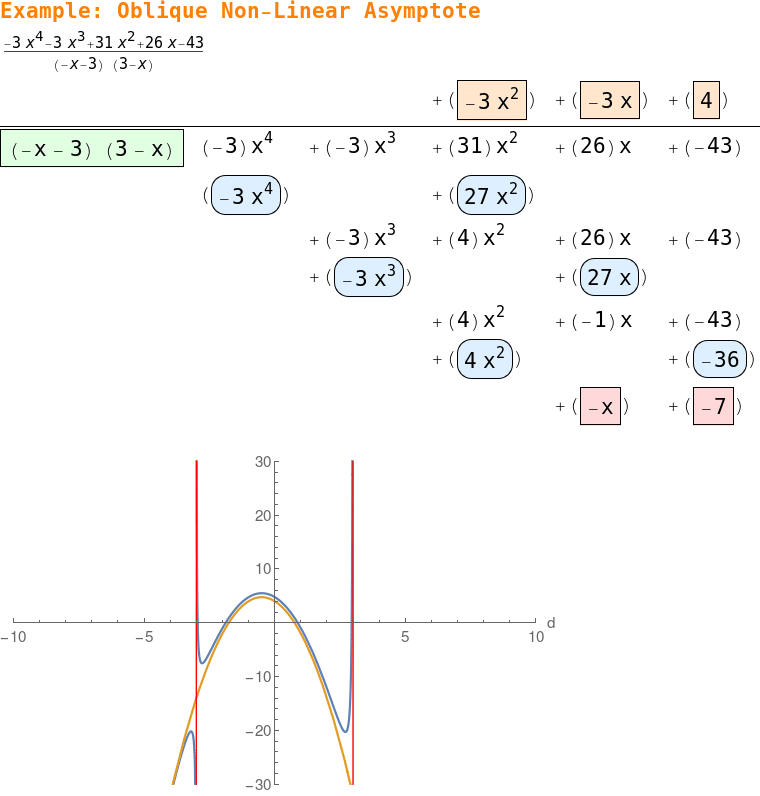 Example: Oblique Non-Linear Asymptote
-3 x⁴-3 x³+31 x²+26 x-43
(-x-3) (3-x)
+ (-3 x²) + (-3 x) + (4)
(-x - 3) (3 - x) (-3) x⁴ + (-3) x³ + (31) x² + (26) x + (-43)
(-3 x⁴) + (27 x²)
+ (-3) x³ + (4) x² + (26) x + (-43)
+ (-3 x³) + (27 x)
+ (4) x² + (-1) x + (-43)
+ (4 x²) + (-36)
+ (-x) + (-7)
30
20
10
d
-10 -5 5 10
-10
-20
-30